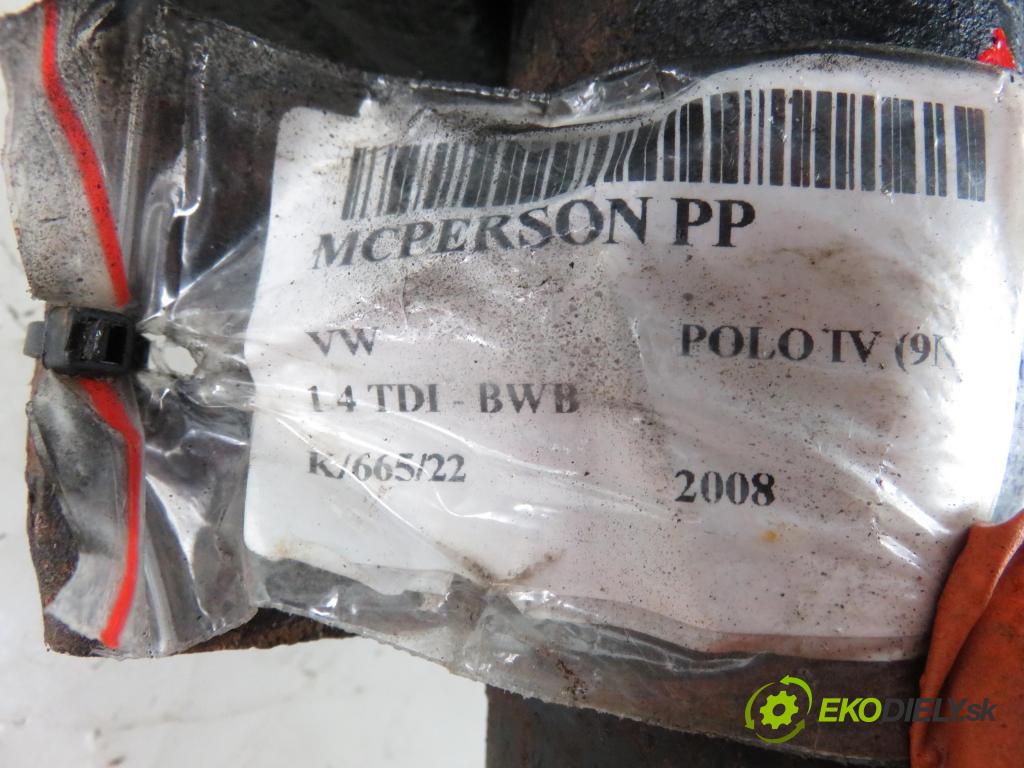 MCPERSON PP
VW POLO IV (9N
1.4 TDI - BWB
K/665/22 2008
EKODIELY.sk